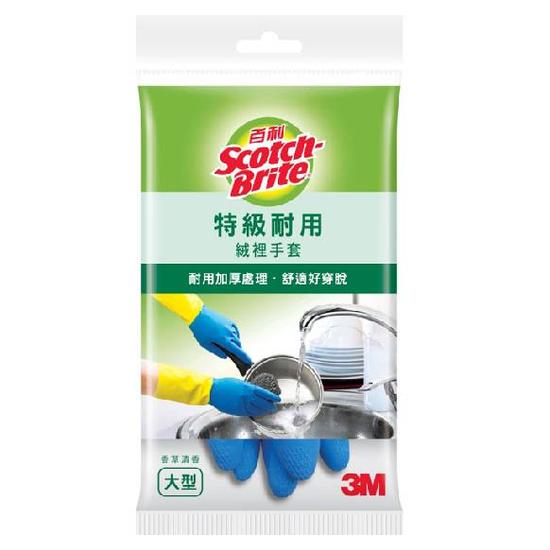 百利
Scotch-
Brite
特級耐用
絨裡手套
耐用加厚處理．舒適好穿脫
香草清香
大型
3M